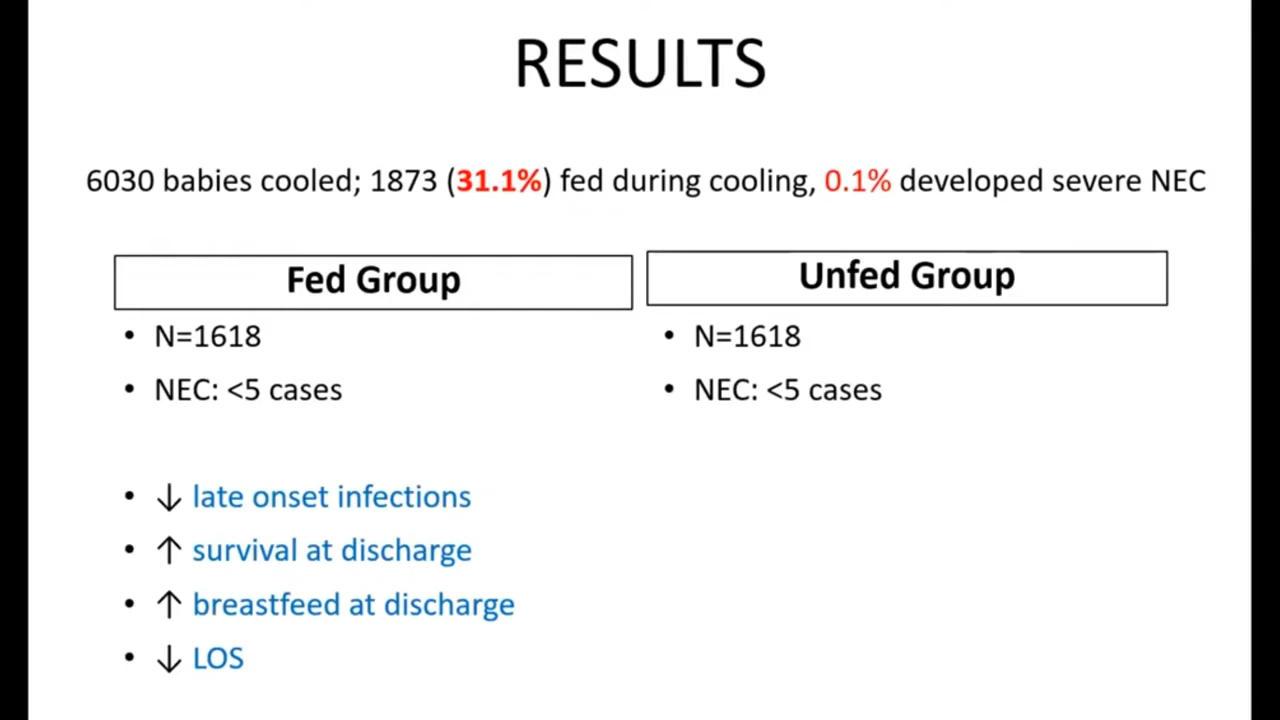 RESULTS
6030 babies cooled; 1873 (31.1%) fed during cooling, 0.1% developed severe NEC
Fed Group
• N=1618
• NEC: <5 cases
• ↓ late onset infections
• ↑ survival at discharge
• ↑ breastfeed at discharge
• ↓ LOS
Unfed Group
• N=1618
• NEC: <5 cases